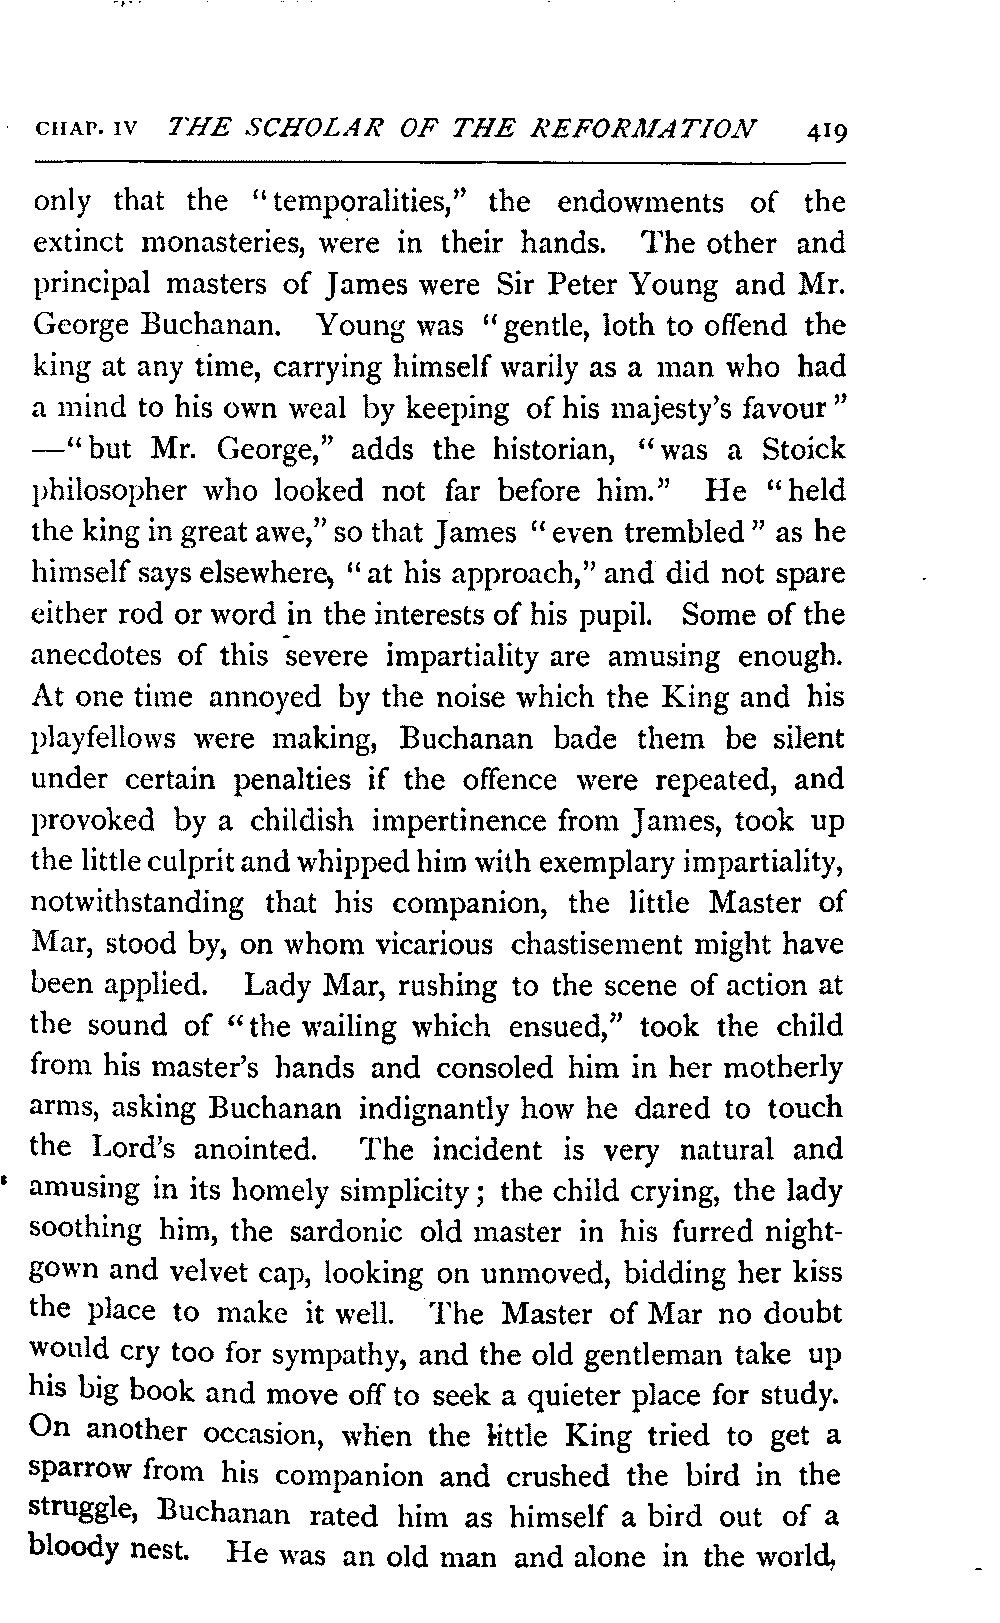 CHAP. IV THE SCHOLAR OF THE REFORMATION 419
only that the “temporalities,” the endowments of the
extinct monasteries, were in their hands. The other and
principal masters of James were Sir Peter Young and Mr.
George Buchanan. Young was “gentle, loth to offend the
king at any time, carrying himself warily as a man who had
a mind to his own weal by keeping of his majesty's favour”
—“but Mr. George,” adds the historian, “was a Stoick
philosopher who looked not far before him.” He “held
the king in great awe,” so that James “even trembled” as he
himself says elsewhere, “at his approach,” and did not spare
either rod or word in the interests of his pupil. Some of the
anecdotes of this severe impartiality are amusing enough.
At one time annoyed by the noise which the King and his
playfellows were making, Buchanan bade them be silent
under certain penalties if the offence were repeated, and
provoked by a childish impertinence from James, took up
the little culprit and whipped him with exemplary impartiality,
notwithstanding that his companion, the little Master of
Mar, stood by, on whom vicarious chastisement might have
been applied. Lady Mar, rushing to the scene of action at
the sound of “the wailing which ensued,” took the child
from his master's hands and consoled him in her motherly
arms, asking Buchanan indignantly how he dared to touch
the Lord's anointed. The incident is very natural and
amusing in its homely simplicity; the child crying, the lady
soothing him, the sardonic old master in his furred night-
gown and velvet cap, looking on unmoved, bidding her kiss
the place to make it well. The Master of Mar no doubt
would cry too for sympathy, and the old gentleman take up
his big book and move off to seek a quieter place for study.
On another occasion, when the little King tried to get a
sparrow from his companion and crushed the bird in the
struggle, Buchanan rated him as himself a bird out of a
bloody nest. He was an old man and alone in the world,